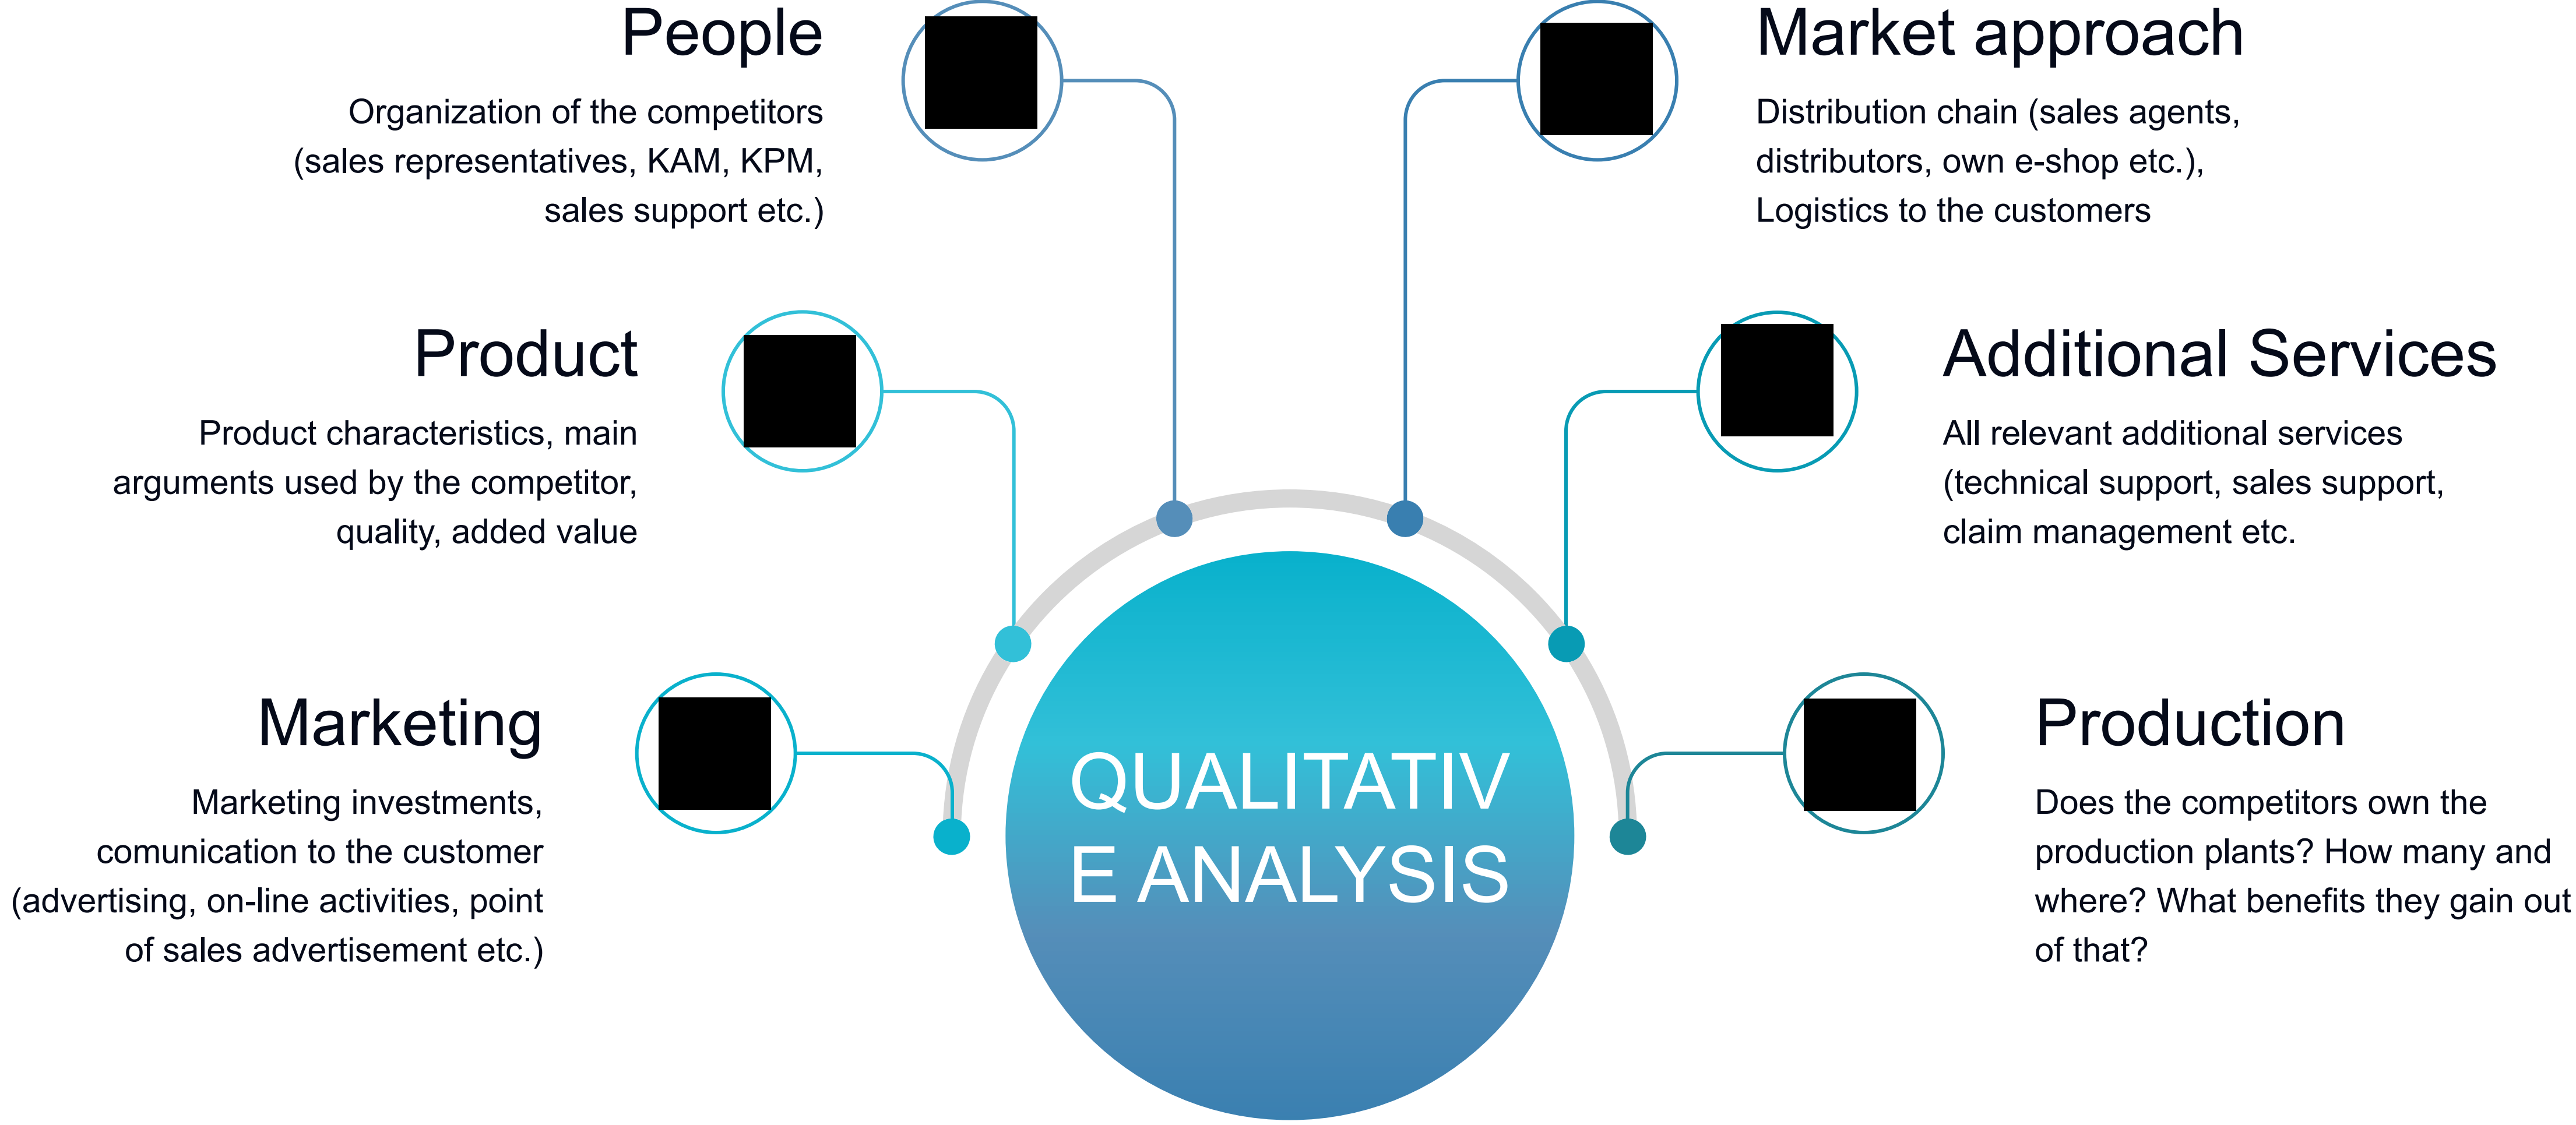 People
Organization of the competitors
(sales representatives, KAM, KPM,
sales support etc.)
Product
Product characteristics, main
arguments used by the competitor,
quality, added value
Marketing
Marketing investments,
comunication to the customer
(advertising, on-line activities, point
of sales advertisement etc.)
QUALITATIV
E ANALYSIS
Market approach
Distribution chain (sales agents,
distributors, own e-shop etc.),
Logistics to the customers
Additional Services
All relevant additional services
(technical support, sales support,
claim management etc.
Production
Does the competitors own the
production plants? How many and
where? What benefits they gain out
of that?